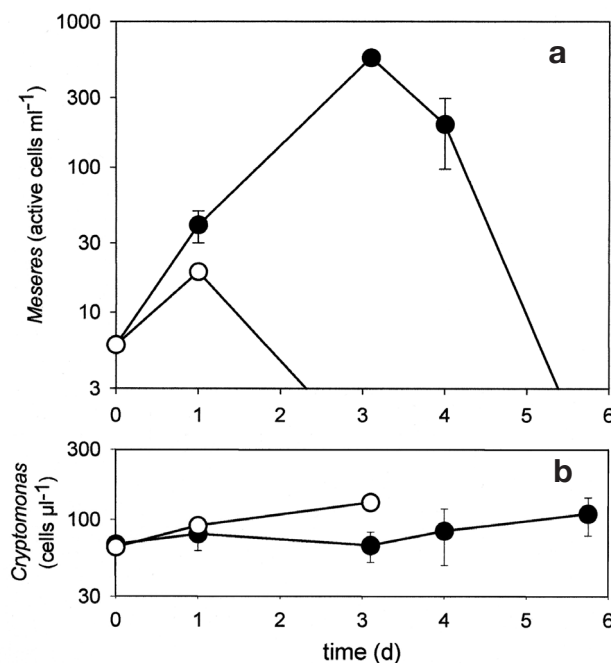 1000
a
300
100
30
10
3
0 1 2 3 4 5 6
Meseres (active cells ml⁻¹)
300
b
100
30
0 1 2 3 4 5 6
Cryptomonas
(cells µl⁻¹)
time (d)